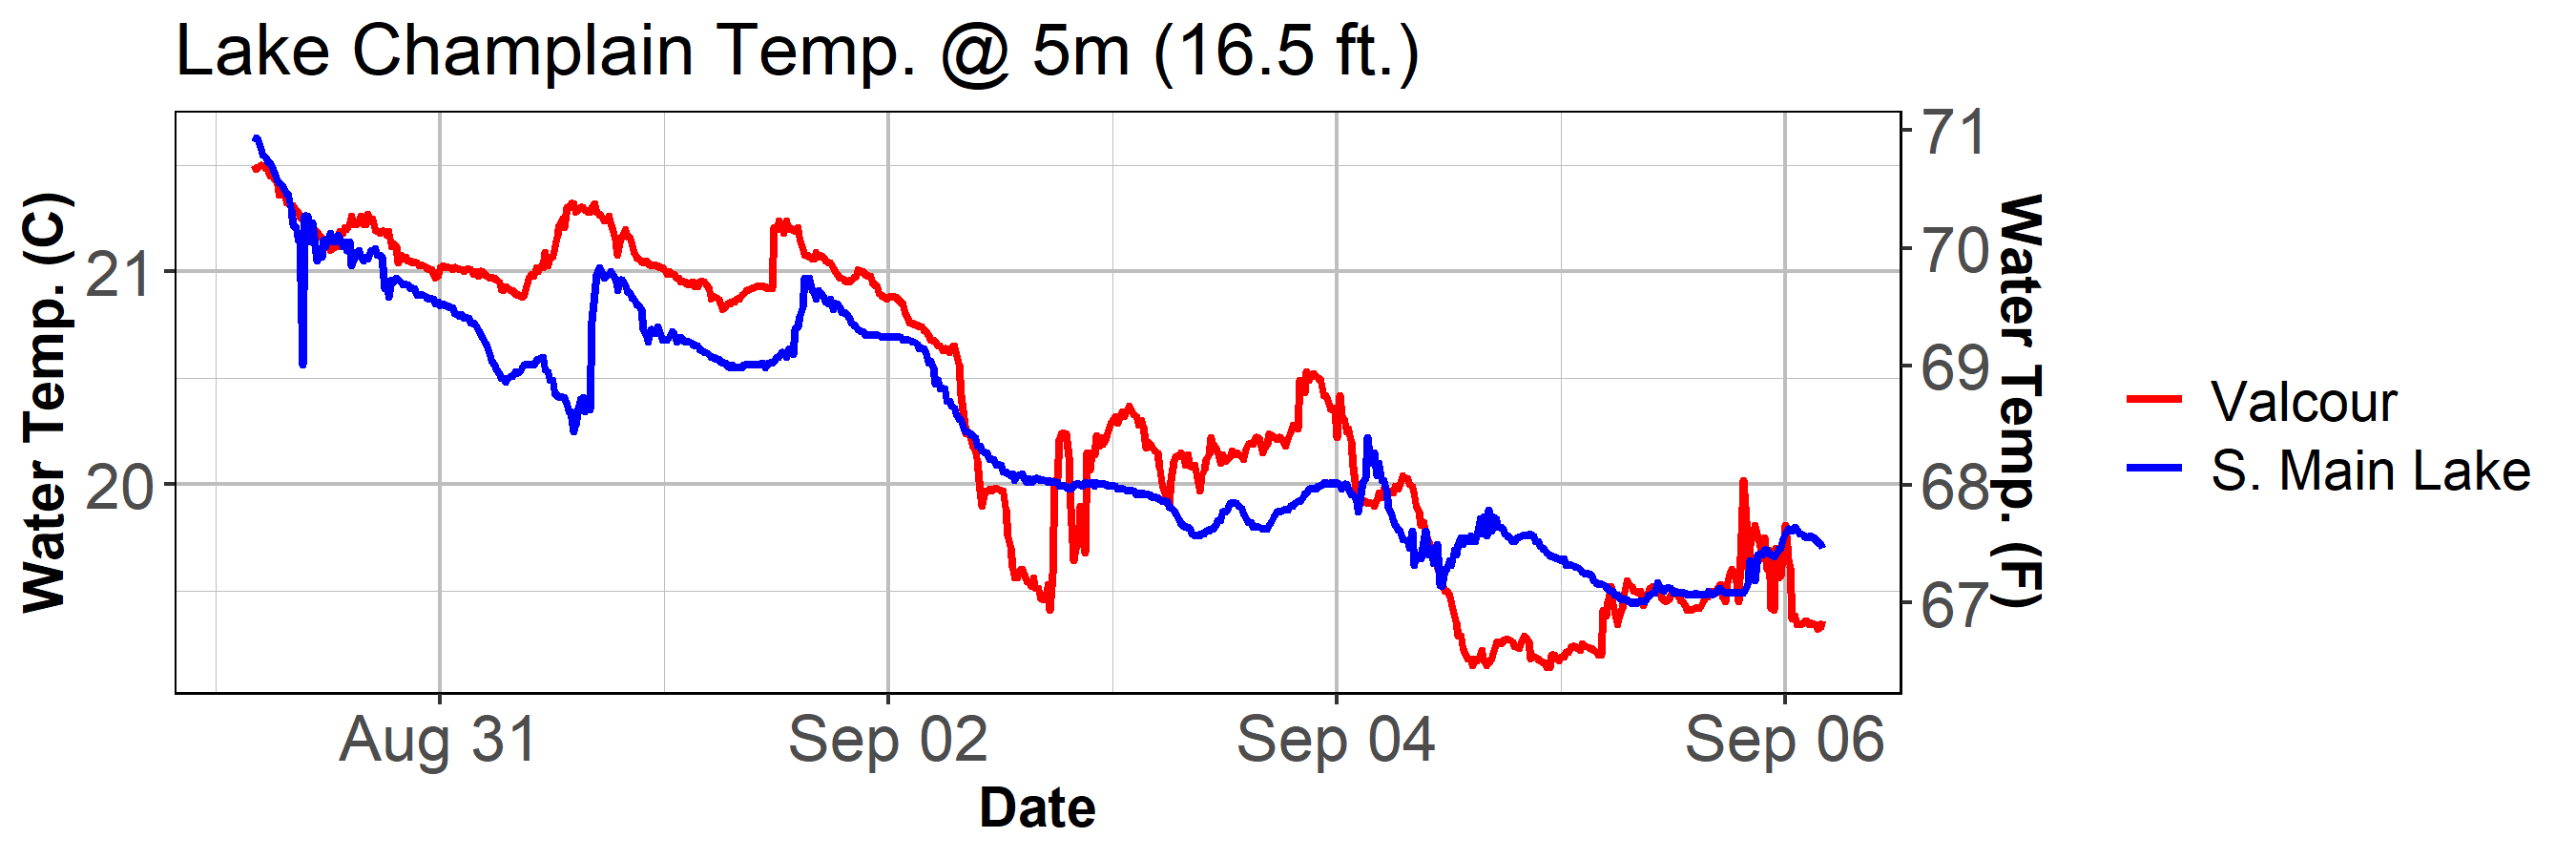 Lake Champlain Temp. @ 5m (16.5 ft.)
Water Temp. (C)
21
20
71
70
69
68
67
Water Temp. (F)
Valcour
S. Main Lake
Aug 31 Sep 02 Sep 04 Sep 06
Date